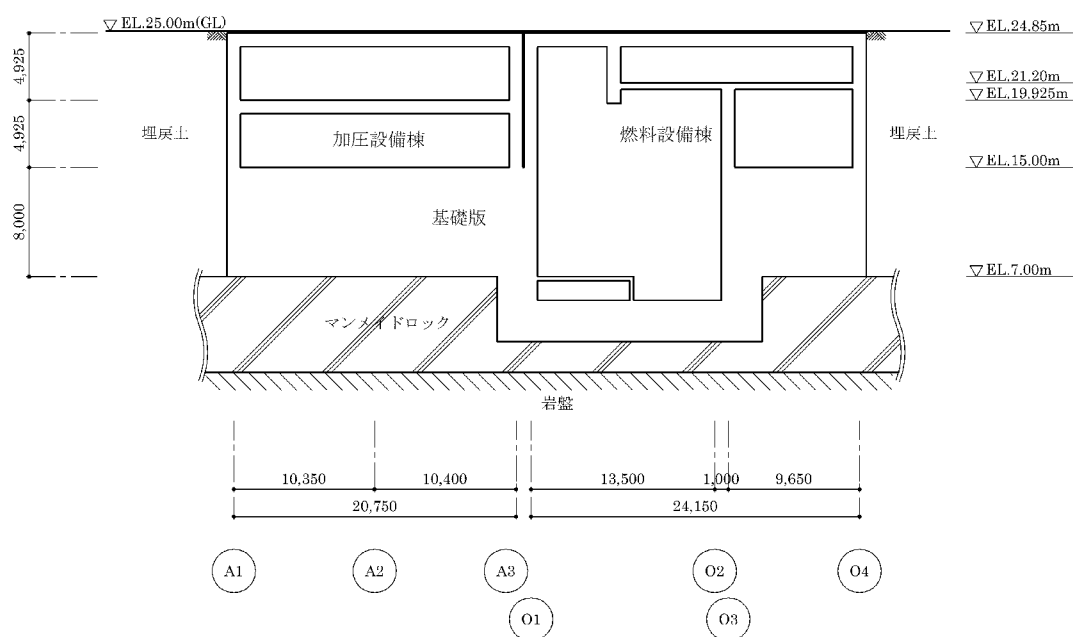 ▽ EL.25.00m(GL)
▽ EL.24.85m
4,925
▽ EL.21.20m
▽ EL.19.925m
埋戻土
加圧設備棟
燃料設備棟
埋戻土
4,925
▽ EL.15.00m
基礎版
8,000
▽ EL.7.00m
マンメイドロック
岩盤
10,350
10,400
13,500
1,000
9,650
20,750
24,150
A1
A2
A3
O2
O4
O1
O3